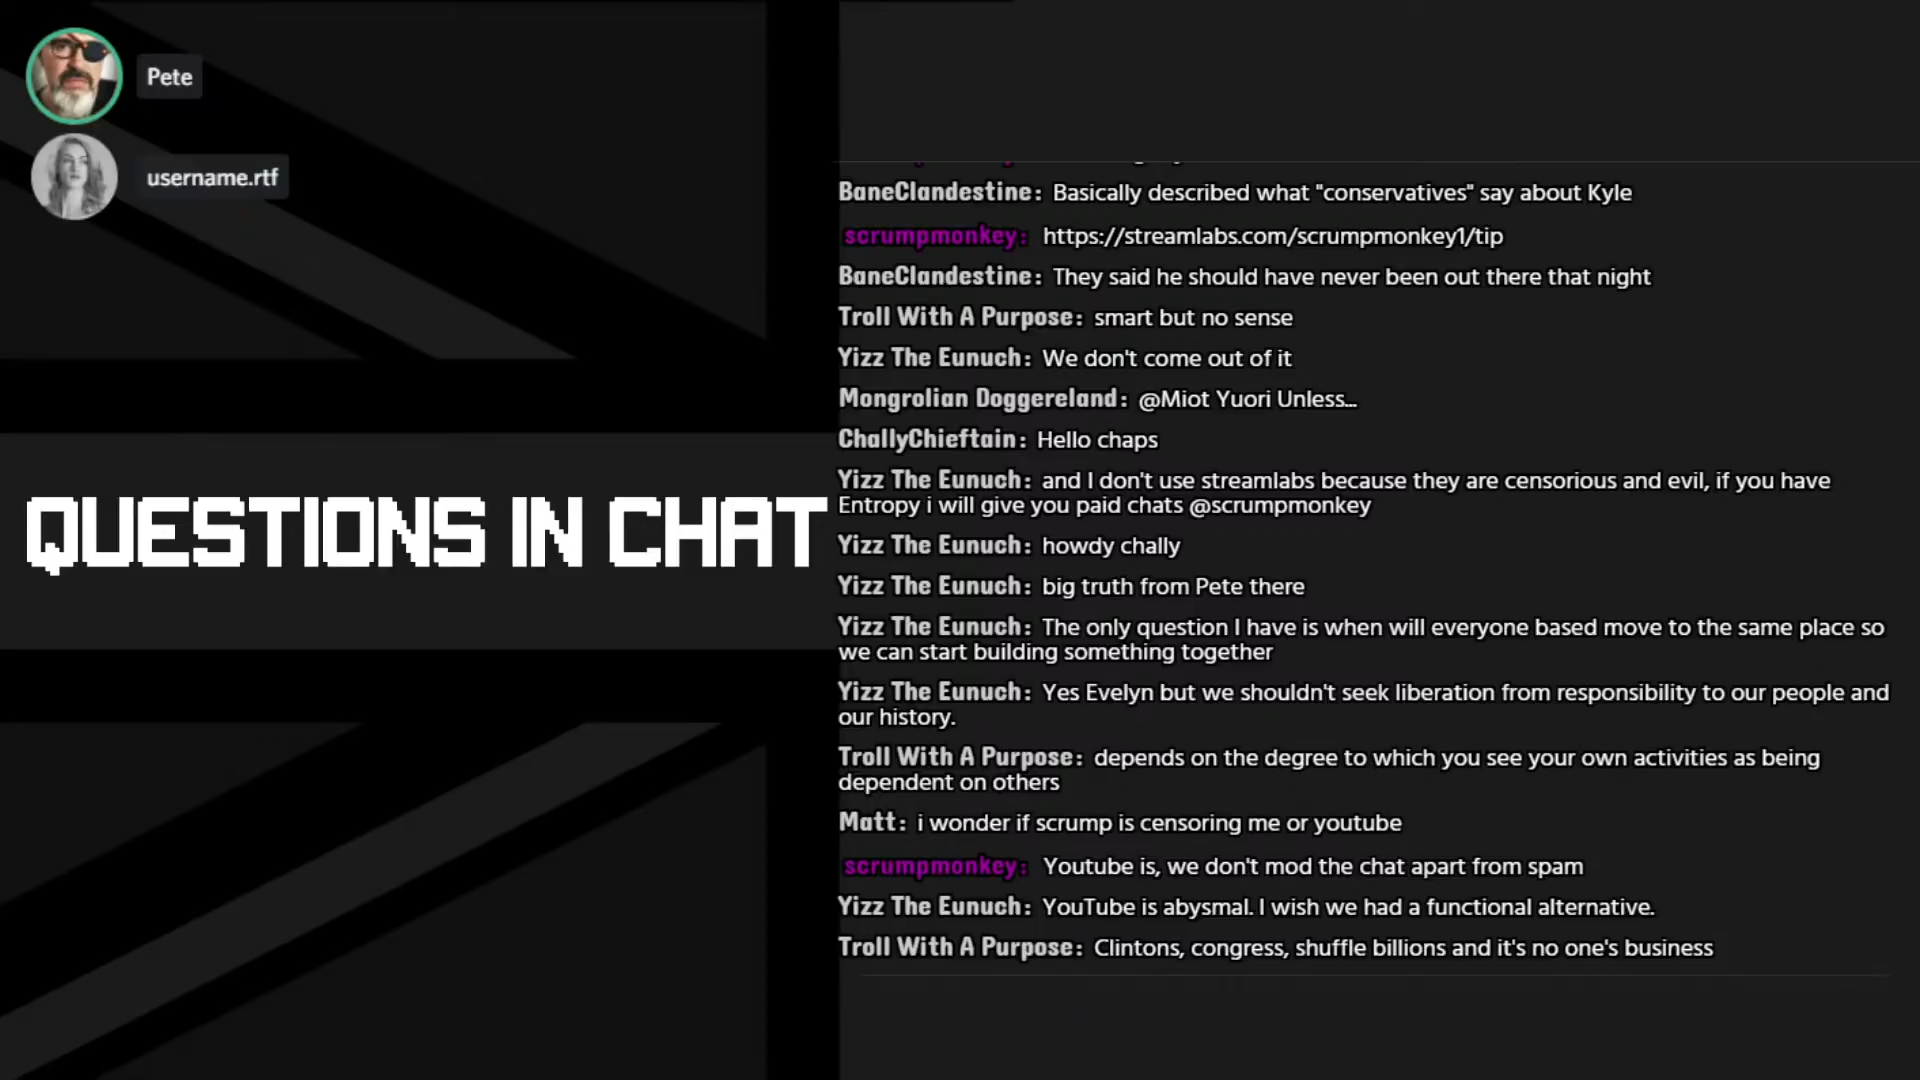 Pete
username.rtf
QUESTIONS IN CHAT
BaneClandestine: Basically described what "conservatives" say about Kyle
scrumpmonkey: https://streamlabs.com/scrumpmonkey1/tip
BaneClandestine: They said he should have never been out there that night
Troll With A Purpose: smart but no sense
Yizz The Eunuch: We don't come out of it
Mongrolian Doggereland: @Miot Yuori Unless...
ChallyChieftain: Hello chaps
Yizz The Eunuch: and I don't use streamlabs because they are censorious and evil, if you have
Entropy i will give you paid chats @scrumpmonkey
Yizz The Eunuch: howdy chally
Yizz The Eunuch: big truth from Pete there
Yizz The Eunuch: The only question I have is when will everyone based move to the same place so
we can start building something together
Yizz The Eunuch: Yes Evelyn but we shouldn't seek liberation from responsibility to our people and
our history.
Troll With A Purpose: depends on the degree to which you see your own activities as being
dependent on others
Matt: i wonder if scrump is censoring me or youtube
scrumpmonkey: Youtube is, we don't mod the chat apart from spam
Yizz The Eunuch: YouTube is abysmal. I wish we had a functional alternative.
Troll With A Purpose: Clintons, congress, shuffle billions and it's no one's business